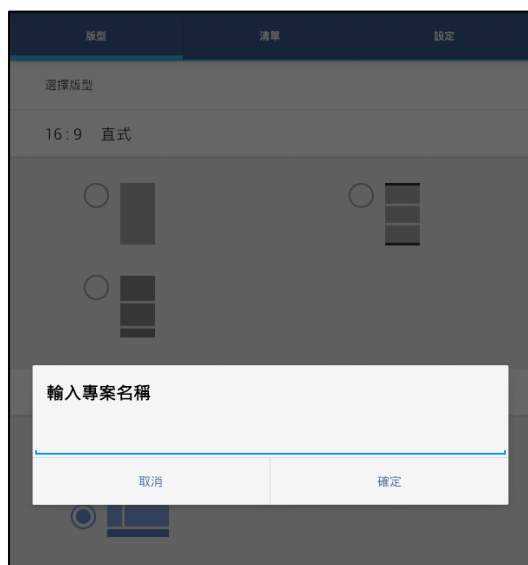 版型 清單 設定
選擇版型
16:9 直式
輸入專案名稱
取消 確定